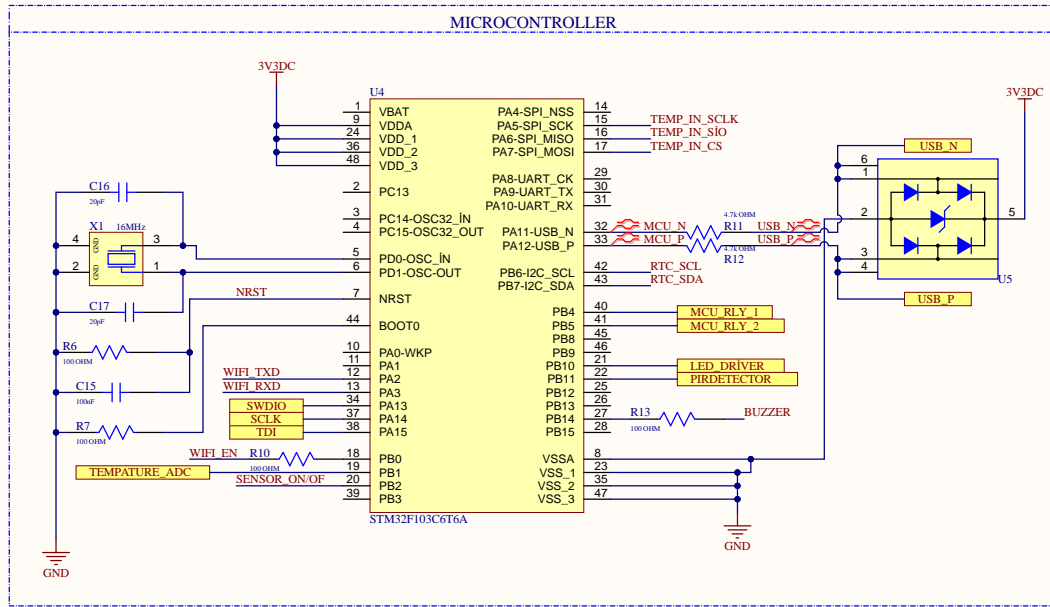 MICROCONTROLLER
3V3DC
U4
1 VBAT
9 VDDA
24 VDD_1
36 VDD_2
48 VDD_3
2 PC13
3 PC14-OSC32_İN
4 PC15-OSC32_OUT
5 PD0-OSC_İN
6 PD1-OSC-OUT
7 NRST
44 BOOT0
10 PA0-WKP
11 PA1
12 PA2
13 PA3
34 PA13
37 PA14
38 PA15
18 PB0
19 PB1
20 PB2
39 PB3
PA4-SPI_NSS 14
PA5-SPI_SCK 15
PA6-SPI_MISO 16
PA7-SPI_MOSI 17
PA8-UART_CK 29
PA9-UART_TX 30
PA10-UART_RX 31
PA11-USB_N 32
PA12-USB_P 33
PB6-I2C_SCL 42
PB7-I2C_SDA 43
PB4 40
PB5 41
PB8 45
PB9 46
PB10 21
PB11 22
PB12 25
PB13 26
PB14 27
PB15 28
VSSA 8
VSS_1 23
VSS_2 35
VSS_3 47
STM32F103C6T6A
C16
20pF
X1 16MHz
4 GND 3
2 GND 1
C17
20pF
NRST
R6
100 OHM
C15
100nF
R7
100 OHM
WIFI_TXD
WIFI_RXD
SWDIO
SCLK
TDI
WIFI_EN R10
100 OHM
TEMPATURE_ADC
SENSOR_ON/OF
GND
TEMP_IN_SCLK
TEMP_IN_SİO
TEMP_IN_CS
MCU_N
4.7k OHM
R11
USB_N
MCU_P
4.7k OHM
R12
USB_P
RTC_SCL
RTC_SDA
MCU_RLY_1
MCU_RLY_2
LED_DRİVER
PIRDETECTOR
R13
100 OHM
BUZZER
GND
3V3DC
USB_N
6
1
2
5
3
4
U5
USB_P